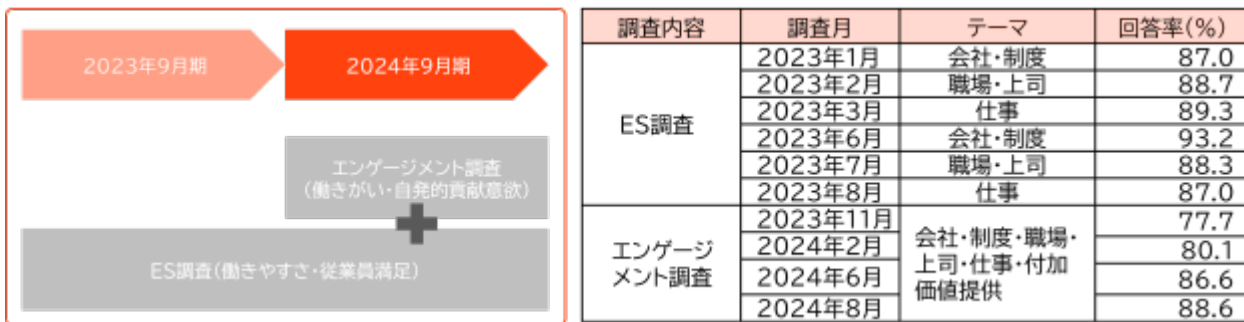 2023年9月期
2024年9月期
エンゲージメント調査
(働きがい・自発的貢献意欲)
ES調査(働きやすさ・従業員満足)
調査内容 調査月 テーマ 回答率(%)
ES調査
2023年1月 会社・制度 87.0
2023年2月 職場・上司 88.7
2023年3月 仕事 89.3
2023年6月 会社・制度 93.2
2023年7月 職場・上司 88.3
2023年8月 仕事 87.0
エンゲージ
メント調査
2023年11月 77.7
2024年2月 80.1
2024年6月 86.6
2024年8月 88.6
会社・制度・職場・
上司・仕事・付加
価値提供